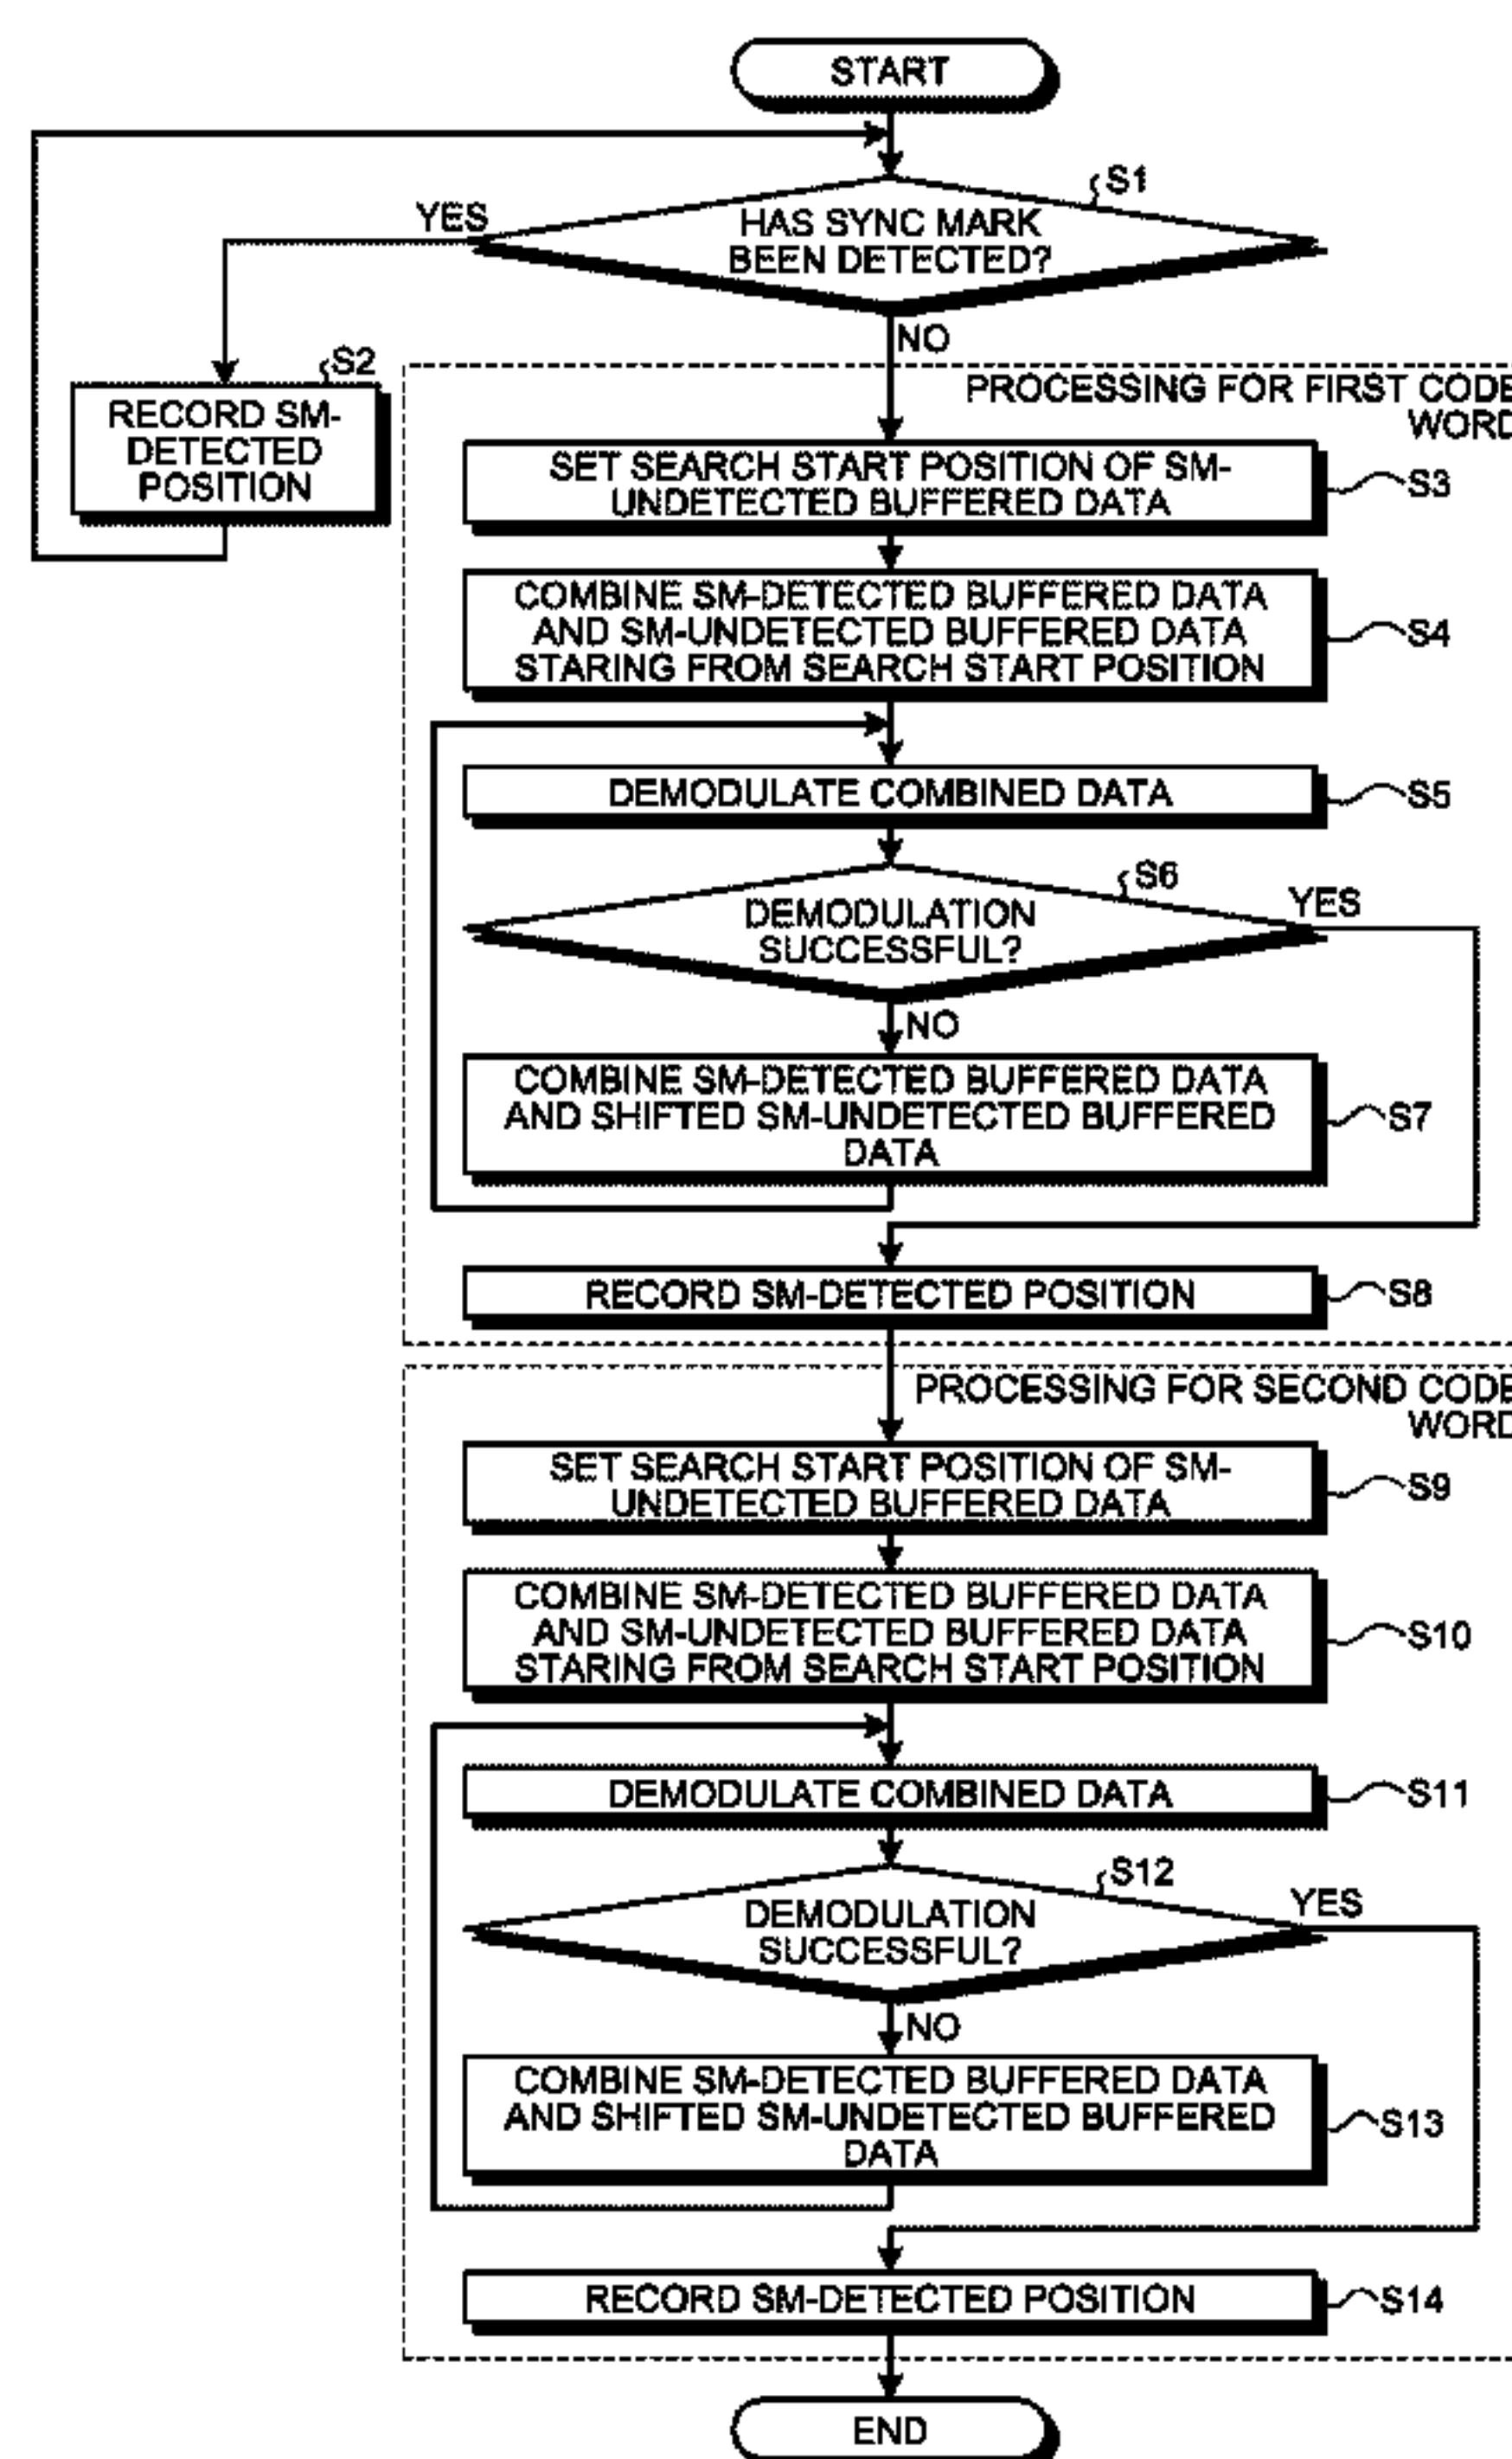 START
S1
YES
HAS SYNC MARK
BEEN DETECTED?
NO
S2
RECORD SM-
DETECTED
POSITION
PROCESSING FOR FIRST CODE
WORD
SET SEARCH START POSITION OF SM-
UNDETECTED BUFFERED DATA
S3
COMBINE SM-DETECTED BUFFERED DATA
AND SM-UNDETECTED BUFFERED DATA
STARING FROM SEARCH START POSITION
S4
DEMODULATE COMBINED DATA
S5
S6
DEMODULATION
SUCCESSFUL?
YES
NO
COMBINE SM-DETECTED BUFFERED DATA
AND SHIFTED SM-UNDETECTED BUFFERED
DATA
S7
RECORD SM-DETECTED POSITION
S8
PROCESSING FOR SECOND CODE
WORD
SET SEARCH START POSITION OF SM-
UNDETECTED BUFFERED DATA
S9
COMBINE SM-DETECTED BUFFERED DATA
AND SM-UNDETECTED BUFFERED DATA
STARING FROM SEARCH START POSITION
S10
DEMODULATE COMBINED DATA
S11
S12
DEMODULATION
SUCCESSFUL?
YES
NO
COMBINE SM-DETECTED BUFFERED DATA
AND SHIFTED SM-UNDETECTED BUFFERED
DATA
S13
RECORD SM-DETECTED POSITION
S14
END